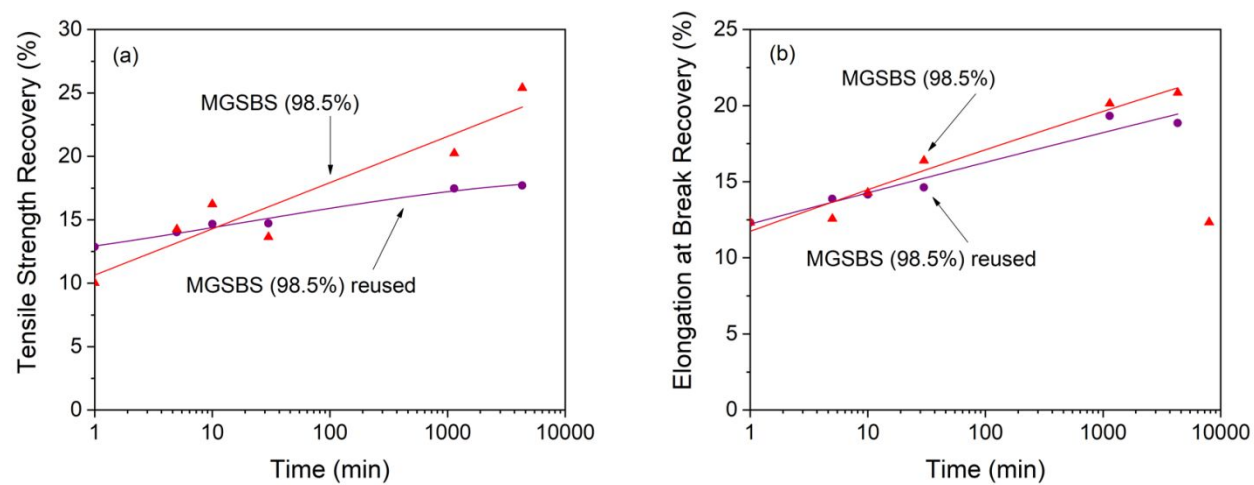 (a)
Tensile Strength Recovery (%)
30
25
20
15
10
5
0
MGSBS (98.5%)
MGSBS (98.5%) reused
1
10
100
1000
10000
Time (min)
(b)
Elongation at Break Recovery (%)
25
20
15
10
5
0
MGSBS (98.5%)
MGSBS (98.5%) reused
1
10
100
1000
10000
Time (min)